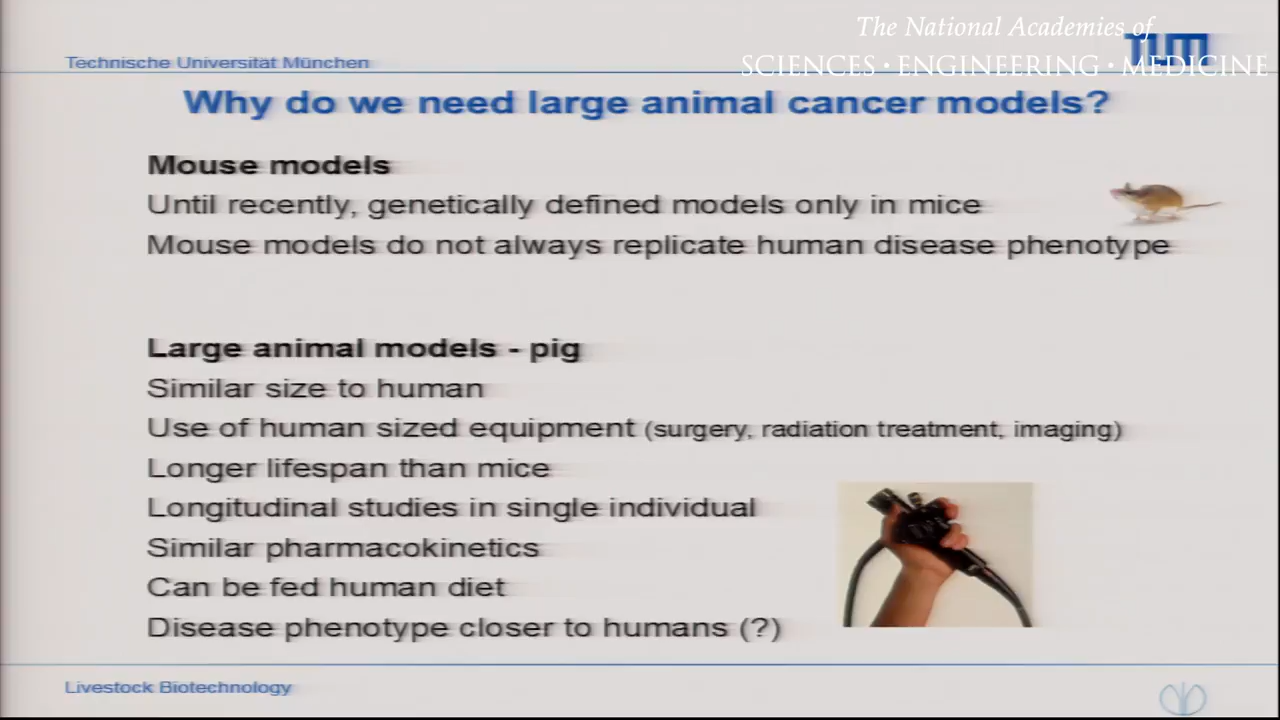 The National Academies of
SCIENCES · ENGINEERING · MEDICINE
TUM
Technische Universität München
Why do we need large animal cancer models?
Mouse models
Until recently, genetically defined models only in mice
Mouse models do not always replicate human disease phenotype
Large animal models - pig
Similar size to human
Use of human sized equipment (surgery, radiation treatment, imaging)
Longer lifespan than mice
Longitudinal studies in single individual
Similar pharmacokinetics
Can be fed human diet
Disease phenotype closer to humans (?)
Livestock Biotechnology